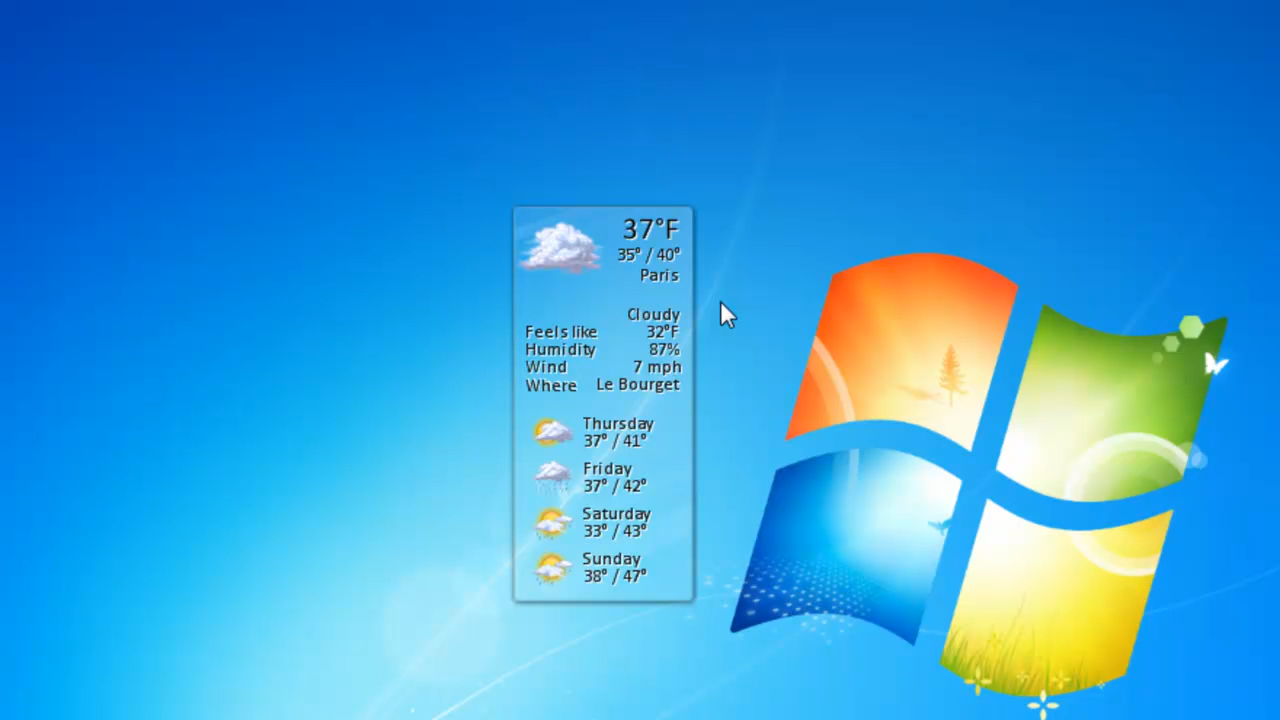 37°F
35° / 40°
Paris
Cloudy
Feels like 32°F
Humidity 87%
Wind 7 mph
Where Le Bourget
Thursday
37° / 41°
Friday
37° / 42°
Saturday
33° / 43°
Sunday
38° / 47°